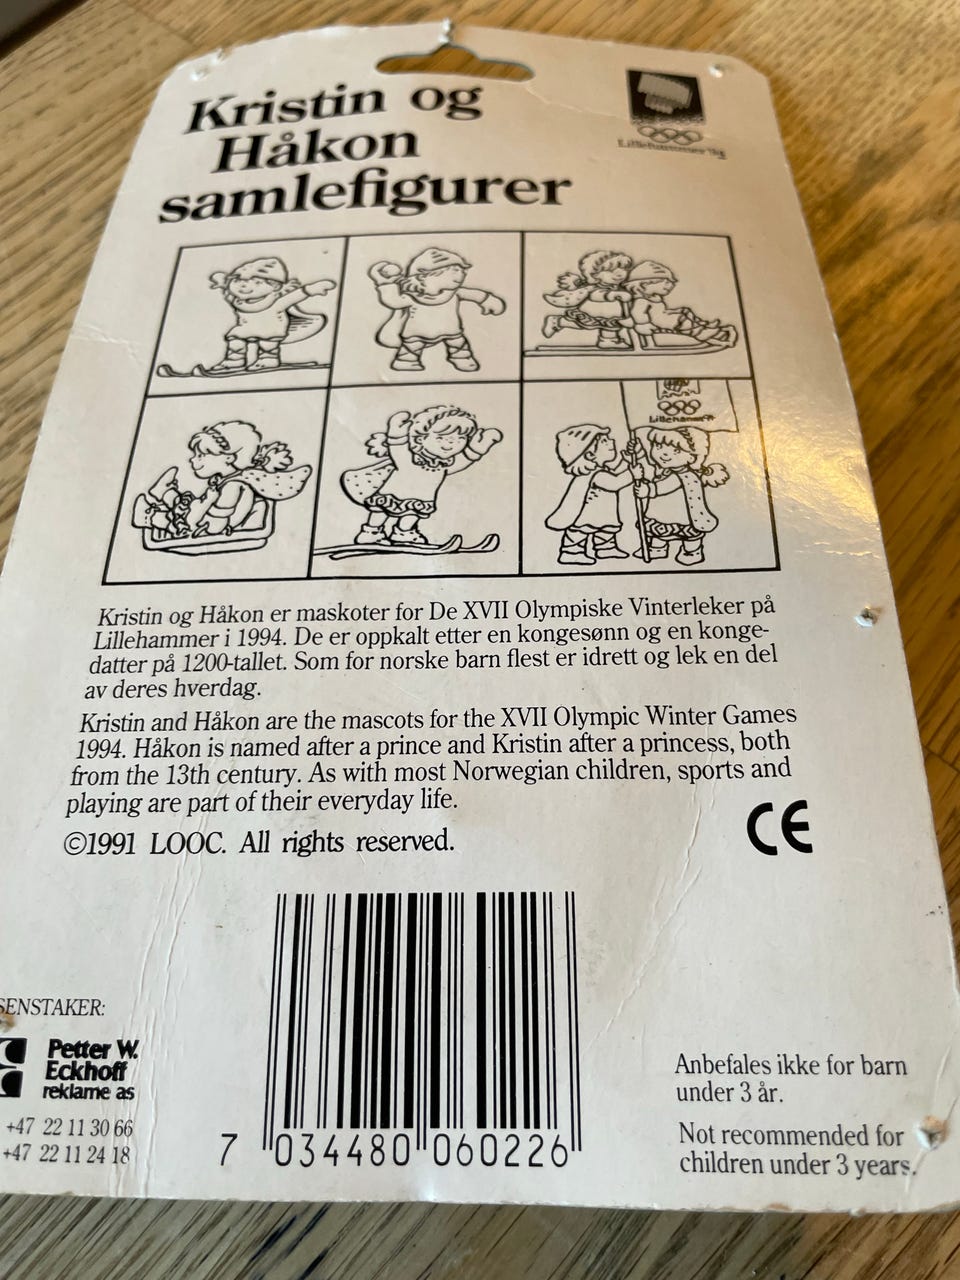 Kristin og
Håkon
samlefigurer
Lillehammer '94
Lillehammer '94
Kristin og Håkon er maskoter for De XVII Olympiske Vinterleker på
Lillehammer i 1994. De er oppkalt etter en kongesønn og en konge-
datter på 1200-tallet. Som for norske barn flest er idrett og lek en del
av deres hverdag.
Kristin and Håkon are the mascots for the XVII Olympic Winter Games
1994. Håkon is named after a prince and Kristin after a princess, both
from the 13th century. As with most Norwegian children, sports and
playing are part of their everyday life.
©1991 LOOC. All rights reserved.
CE
SENSTAKER:
Petter W.
Eckhoff
reklame as
+47 22 11 30 66
+47 22 11 24 18
7 034480 060226
Anbefales ikke for barn
under 3 år.
Not recommended for
children under 3 years.